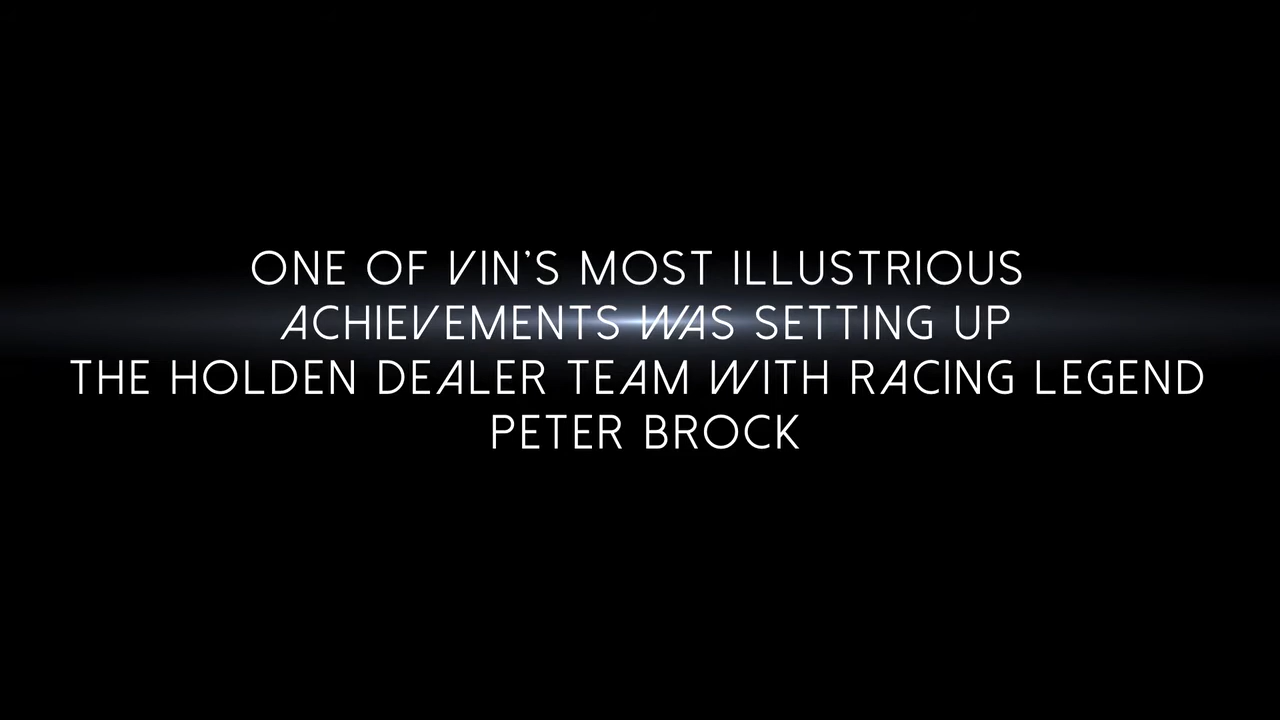 ONE OF VIN'S MOST ILLUSTRIOUS
ACHIEVEMENTS WAS SETTING UP
THE HOLDEN DEALER TEAM WITH RACING LEGEND
PETER BROCK